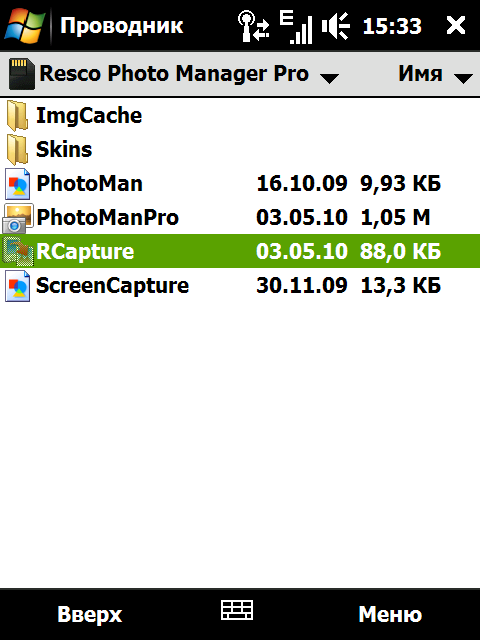 Проводник E 15:33
Resco Photo Manager Pro Имя
ImgCache
Skins
PhotoMan 16.10.09 9,93 КБ
PhotoManPro 03.05.10 1,05 М
RCapture 03.05.10 88,0 КБ
ScreenCapture 30.11.09 13,3 КБ
Вверх Меню